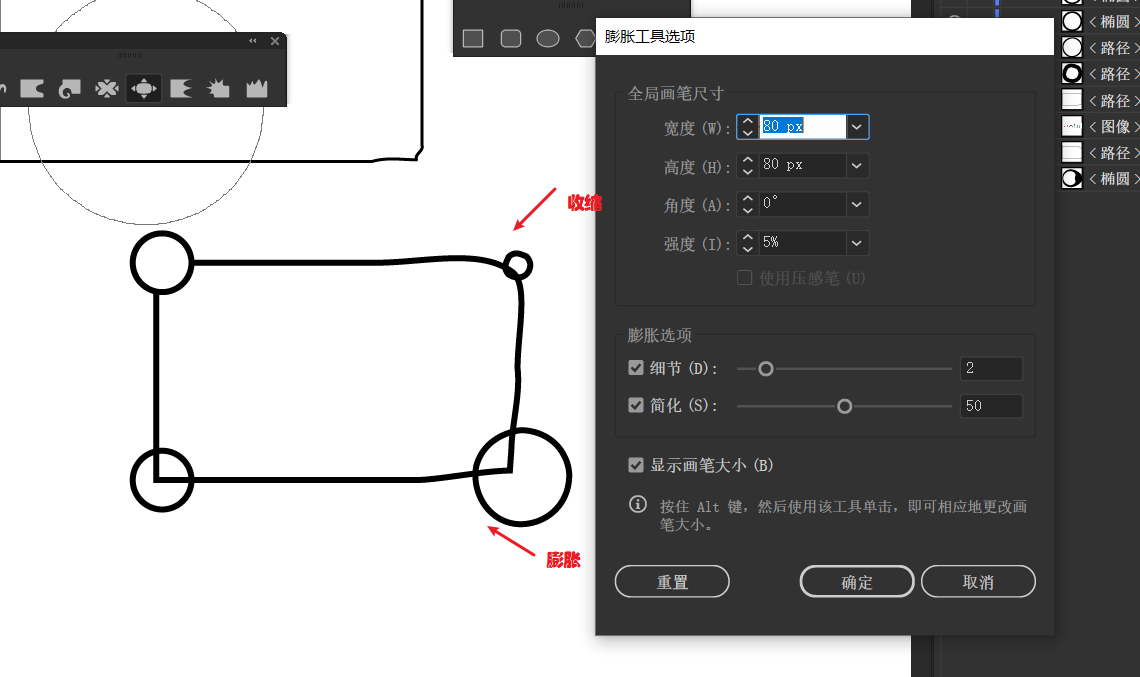 膨胀工具选项
全局画笔尺寸
宽度(W): 80 px
高度(H): 80 px
角度(A): 0°
强度(I): 5%
使用压感笔(U)
膨胀选项
细节(D): 2
简化(S): 50
显示画笔大小(B)
按住 Alt 键，然后使用该工具单击，即可相应地更改画
笔大小。
重置 确定 取消
收缩
膨胀
<椭圆>
<路径>
<路径>
<路径>
<图像>
<路径>
<椭圆>